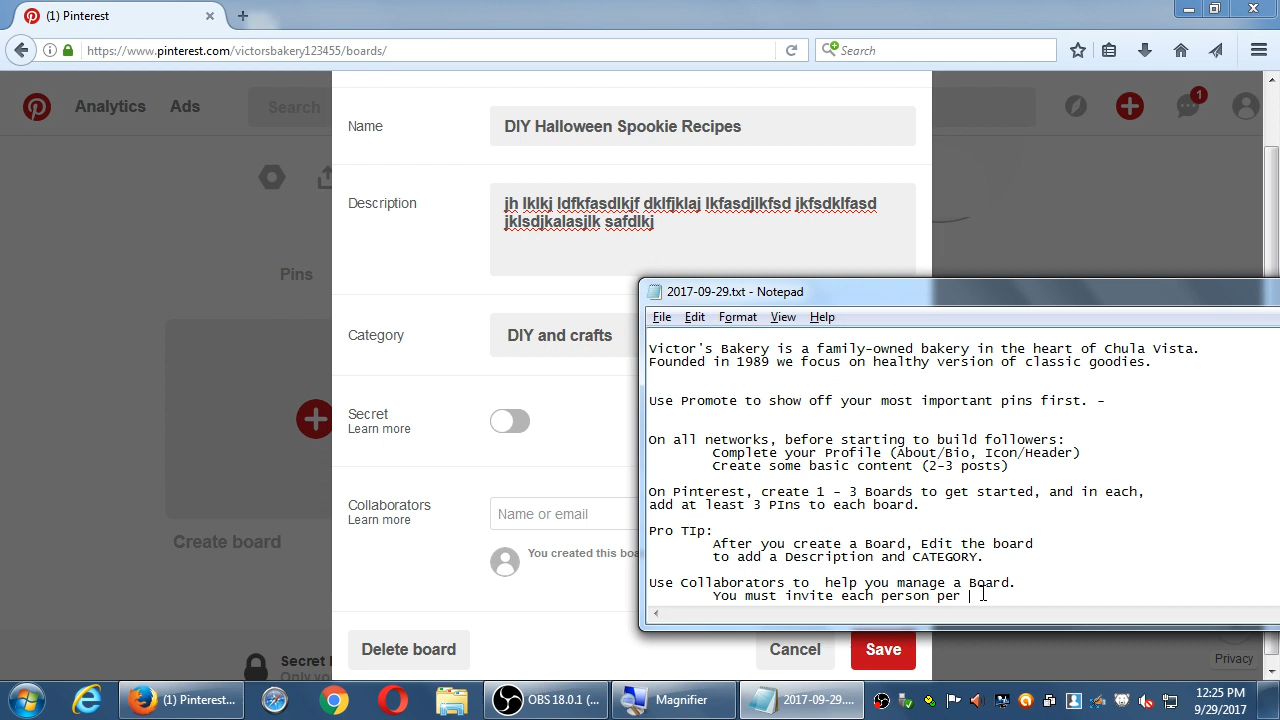 (1) Pinterest
https://www.pinterest.com/victorsbakery123455/boards/
Search
Analytics
Ads
Search
1
Name
DIY Halloween Spookie Recipes
Description
jh lklkj ldfkfasdlkjf dklfjklaj lkfasdjlkfsd jkfsdklfasd
jklsdjkalasjlk safdlkj
Pins
Category
DIY and crafts
Secret
Learn more
Collaborators
Learn more
Name or email
You created this boa
Create board
Delete board
Cancel
Save
Secret
Only you
Privacy
2017-09-29.txt - Notepad
File Edit Format View Help
Victor's Bakery is a family-owned bakery in the heart of Chula Vista.
Founded in 1989 we focus on healthy version of classic goodies.
Use Promote to show off your most important pins first. -
On all networks, before starting to build followers:
Complete your Profile (About/Bio, Icon/Header)
Create some basic content (2-3 posts)
On Pinterest, create 1 - 3 Boards to get started, and in each,
add at least 3 PIns to each board.
Pro TIp:
After you create a Board, Edit the board
to add a Description and CATEGORY.
Use Collaborators to  help you manage a Board.
You must invite each person per
(1) Pinterest...
OBS 18.0.1 (...
Magnifier
2017-09-29....
12:25 PM
9/29/2017